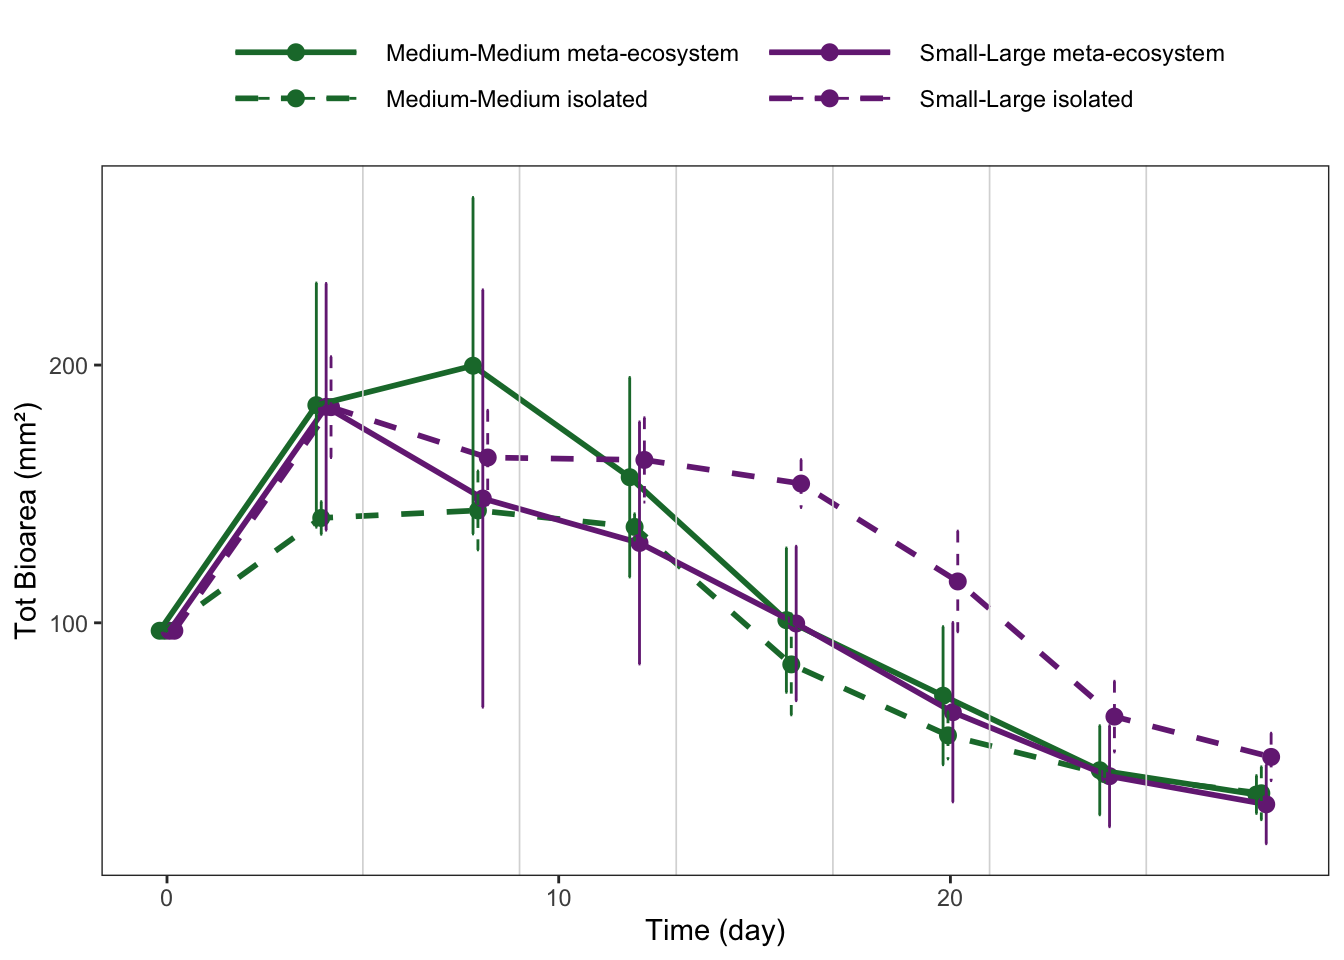 Medium-Medium meta-ecosystem
Small-Large meta-ecosystem
Medium-Medium isolated
Small-Large isolated
Tot Bioarea (mm²)
200
100
0
10
20
Time (day)